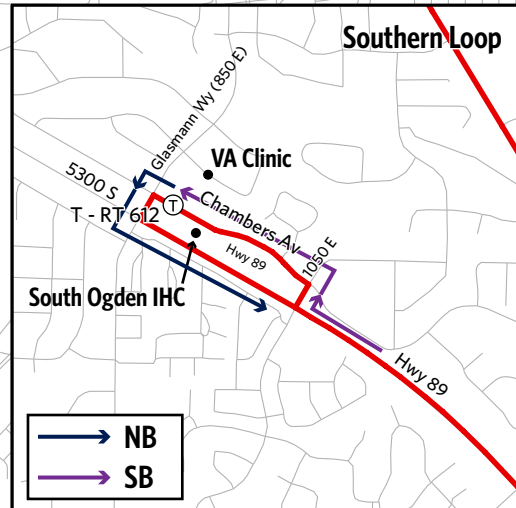 Southern Loop
Glasmann Wy (850 E)
VA Clinic
5300 S
T - RT 612
T
Chambers Av
Hwy 89
1050 E
South Ogden IHC
Hwy 89
NB
SB